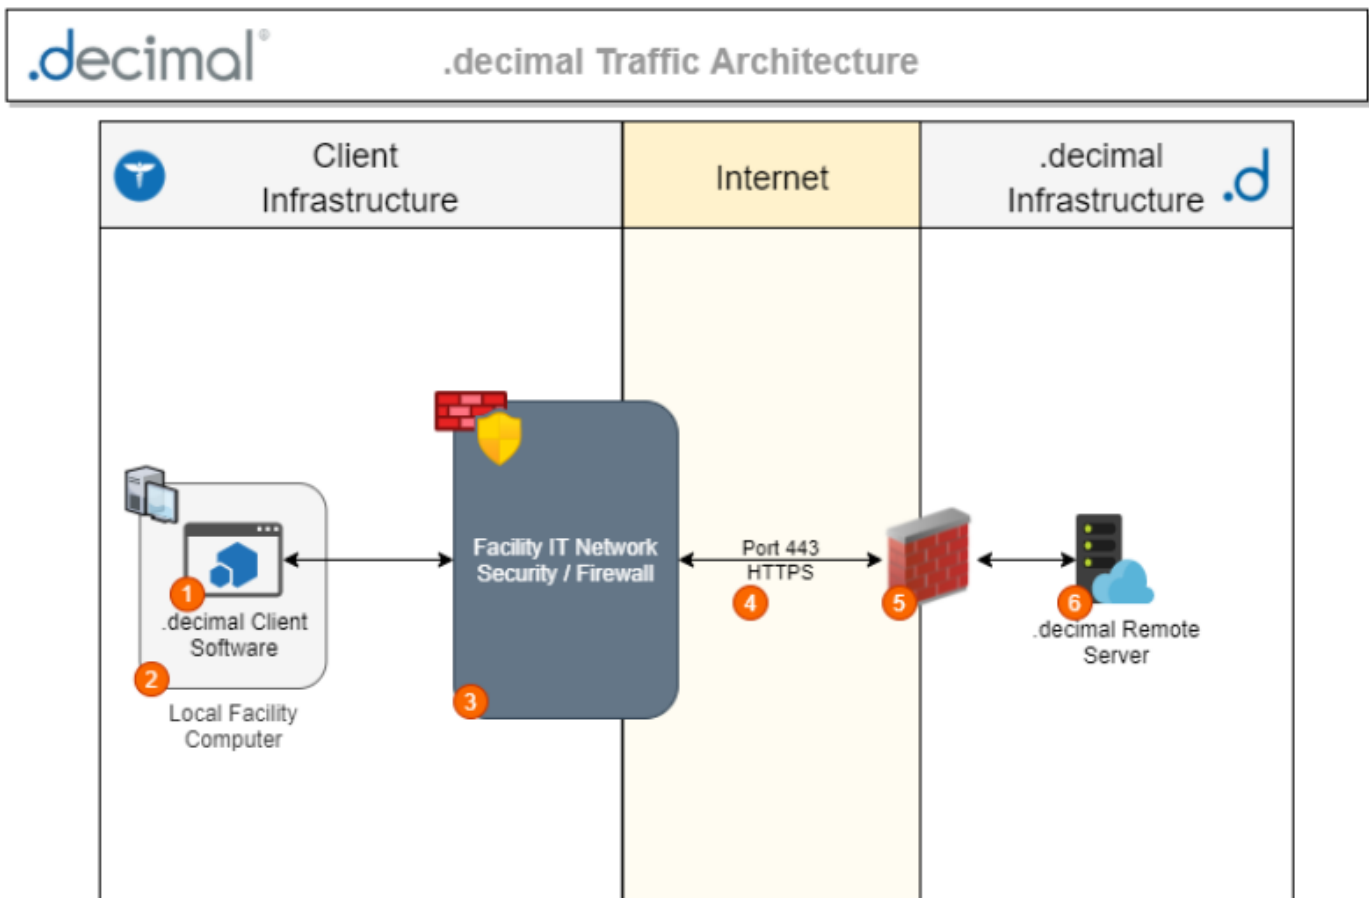 .decimal®
.decimal Traffic Architecture
Client
Infrastructure
Internet
.decimal
Infrastructure
.d
Facility IT Network
Security / Firewall
Port 443
HTTPS
1
4
5
6
.decimal Client
Software
.decimal Remote
Server
2
3
Local Facility
Computer